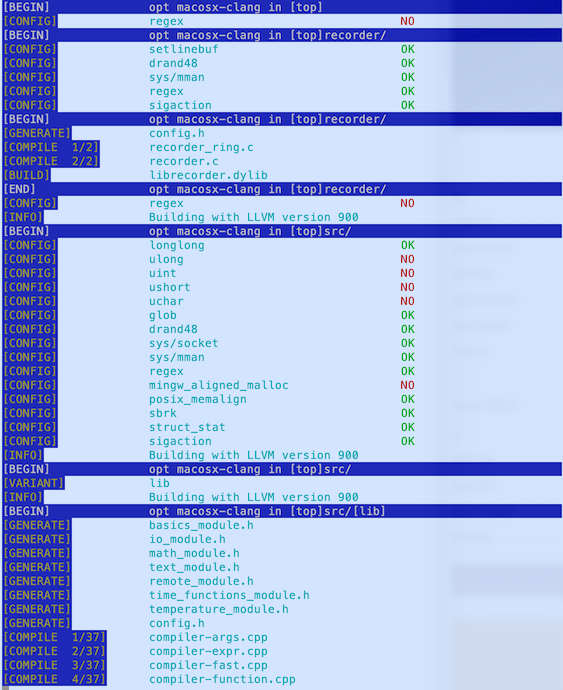 [BEGIN] opt macosx-clang in [top]
[CONFIG] regex NO
[BEGIN] opt macosx-clang in [top]recorder/
[CONFIG] setlinebuf OK
[CONFIG] drand48 OK
[CONFIG] sys/mman OK
[CONFIG] regex OK
[CONFIG] sigaction OK
[BEGIN] opt macosx-clang in [top]recorder/
[GENERATE] config.h
[COMPILE 1/2] recorder_ring.c
[COMPILE 2/2] recorder.c
[BUILD] librecorder.dylib
[END] opt macosx-clang in [top]recorder/
[CONFIG] regex NO
[INFO] Building with LLVM version 900
[BEGIN] opt macosx-clang in [top]src/
[CONFIG] longlong OK
[CONFIG] ulong NO
[CONFIG] uint NO
[CONFIG] ushort NO
[CONFIG] uchar NO
[CONFIG] glob OK
[CONFIG] drand48 OK
[CONFIG] sys/socket OK
[CONFIG] sys/mman OK
[CONFIG] regex OK
[CONFIG] mingw_aligned_malloc NO
[CONFIG] posix_memalign OK
[CONFIG] sbrk OK
[CONFIG] struct_stat OK
[CONFIG] sigaction OK
[INFO] Building with LLVM version 900
[BEGIN] opt macosx-clang in [top]src/
[VARIANT] lib
[INFO] Building with LLVM version 900
[BEGIN] opt macosx-clang in [top]src/[lib]
[GENERATE] basics_module.h
[GENERATE] io_module.h
[GENERATE] math_module.h
[GENERATE] text_module.h
[GENERATE] remote_module.h
[GENERATE] time_functions_module.h
[GENERATE] temperature_module.h
[GENERATE] config.h
[COMPILE 1/37] compiler-args.cpp
[COMPILE 2/37] compiler-expr.cpp
[COMPILE 3/37] compiler-fast.cpp
[COMPILE 4/37] compiler-function.cpp